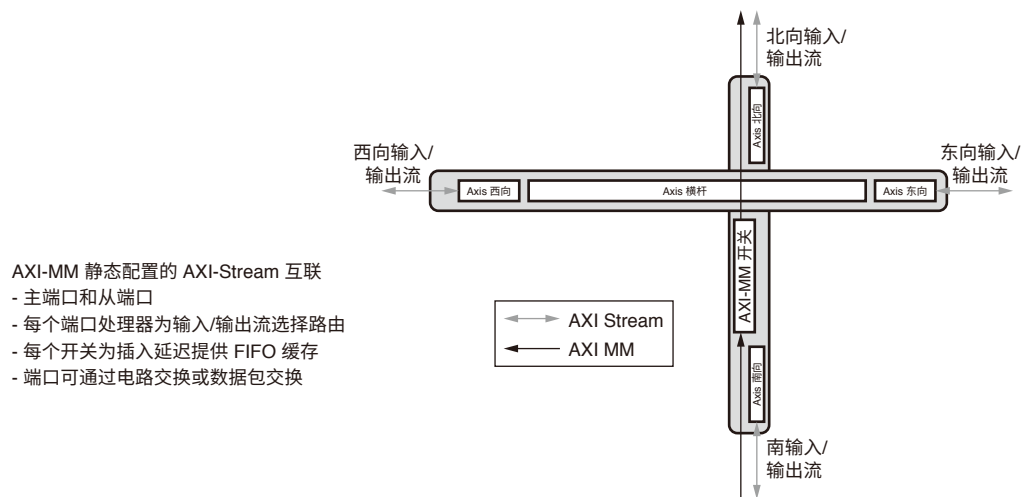 北向输入/
输出流
Axis 北向
西向输入/
输出流
东向输入/
输出流
Axis 西向
Axis 横杆
Axis 东向
AXI-MM 开关
AXI-MM 静态配置的 AXI-Stream 互联
- 主端口和从端口
- 每个端口处理器为输入/输出流选择路由
- 每个开关为插入延迟提供 FIFO 缓存
- 端口可通过电路交换或数据包交换
AXI Stream
AXI MM
Axis 南向
南输入/
输出流